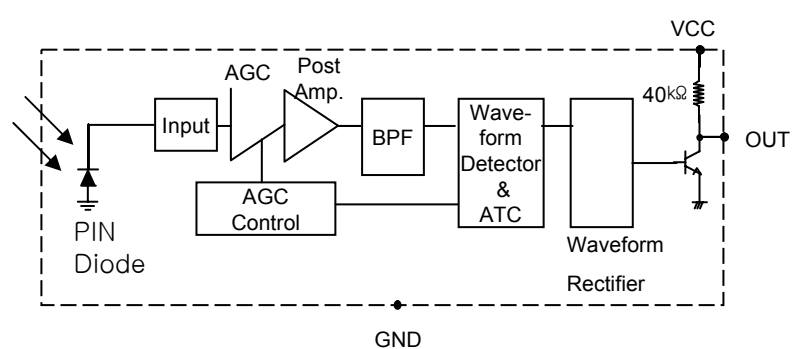 VCC
AGC
Post
Amp.
40kΩ
Input
BPF
Wave-
form
Detector
&
ATC
OUT
AGC
Control
PIN
Diode
Waveform
Rectifier
GND